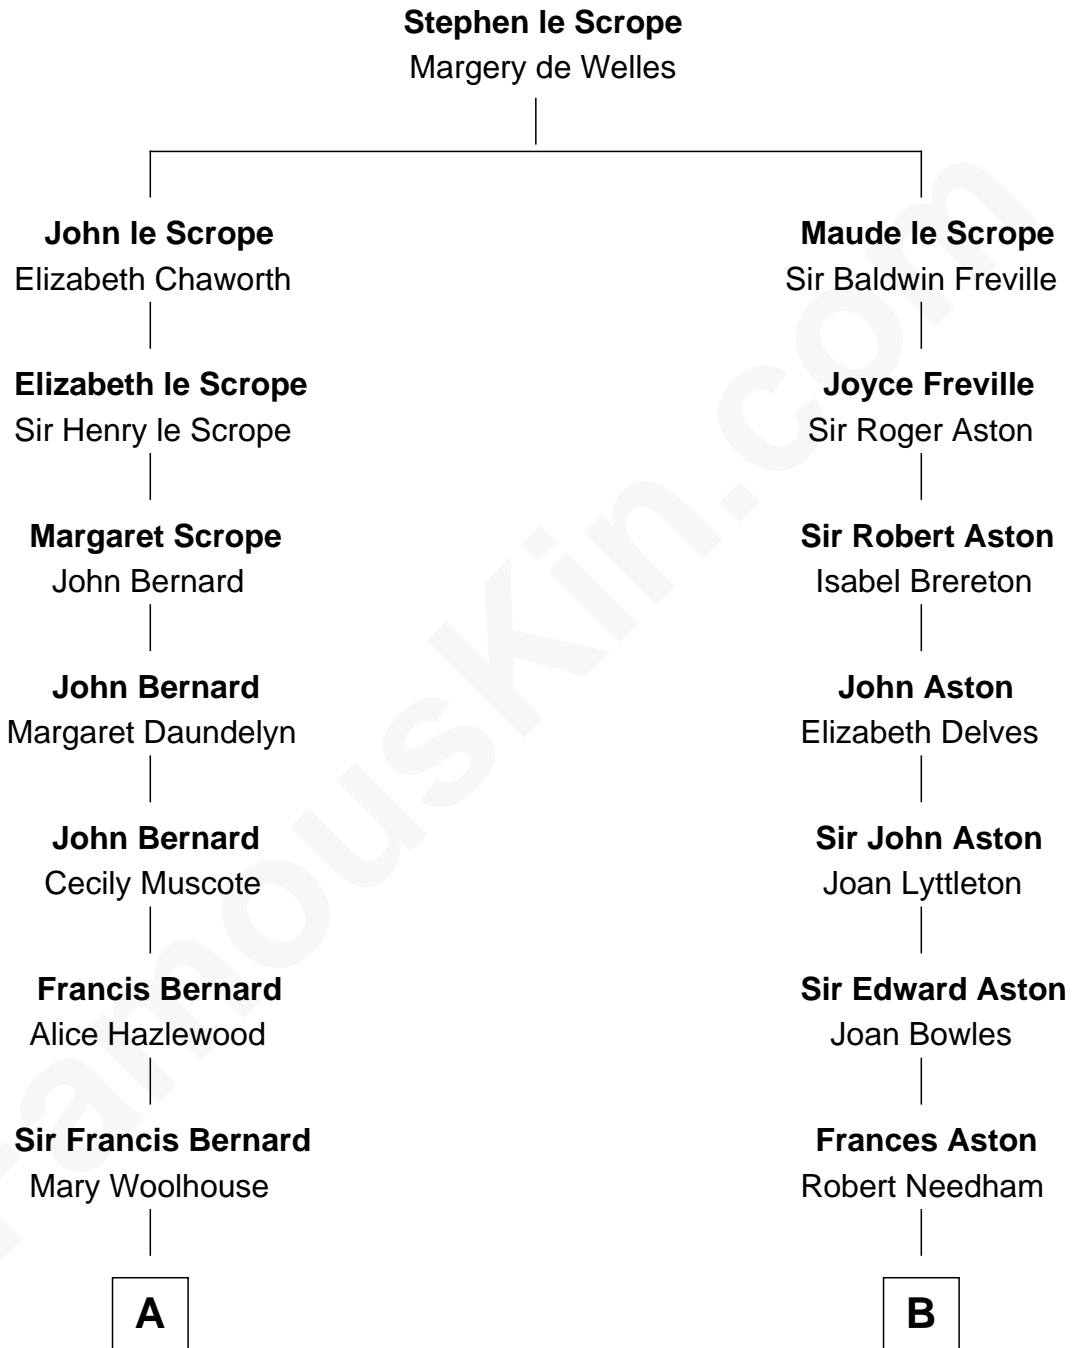 Stephen le Scrope
Margery de Welles
John le Scrope
Elizabeth Chaworth
Elizabeth le Scrope
Sir Henry le Scrope
Margaret Scrope
John Bernard
John Bernard
Margaret Daundelyn
John Bernard
Cecily Muscote
Francis Bernard
Alice Hazlewood
Sir Francis Bernard
Mary Woolhouse
A
Maude le Scrope
Sir Baldwin Freville
Joyce Freville
Sir Roger Aston
Sir Robert Aston
Isabel Brereton
John Aston
Elizabeth Delves
Sir John Aston
Joan Lyttleton
Sir Edward Aston
Joan Bowles
Frances Aston
Robert Needham
B
FamousKin.com